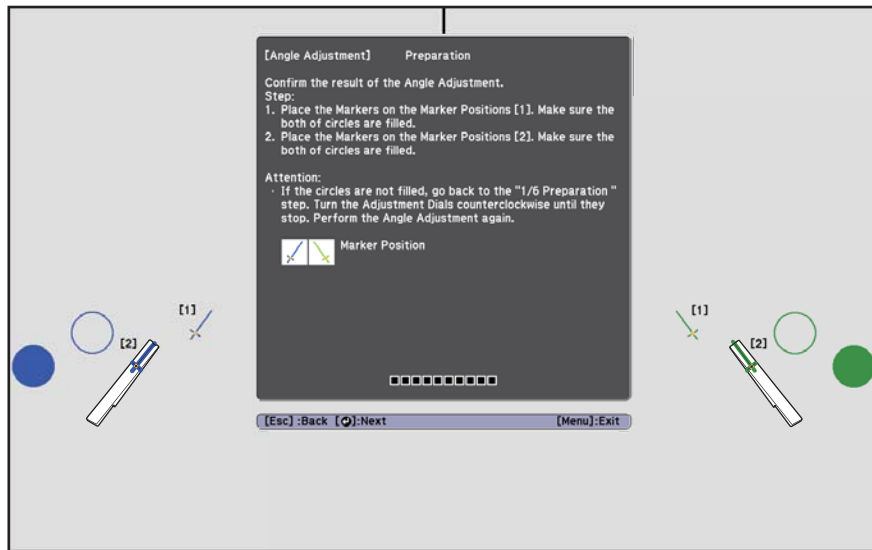 [Angle Adjustment] Preparation
Confirm the result of the Angle Adjustment.
Step:
1. Place the Markers on the Marker Positions [1]. Make sure the
both of circles are filled.
2. Place the Markers on the Marker Positions [2]. Make sure the
both of circles are filled.
Attention:
· If the circles are not filled, go back to the "1/6 Preparation "
step. Turn the Adjustment Dials counterclockwise until they
stop. Perform the Angle Adjustment again.
Marker Position
[1]
[2]
[1]
[2]
[Esc] :Back [↵]:Next [Menu]:Exit